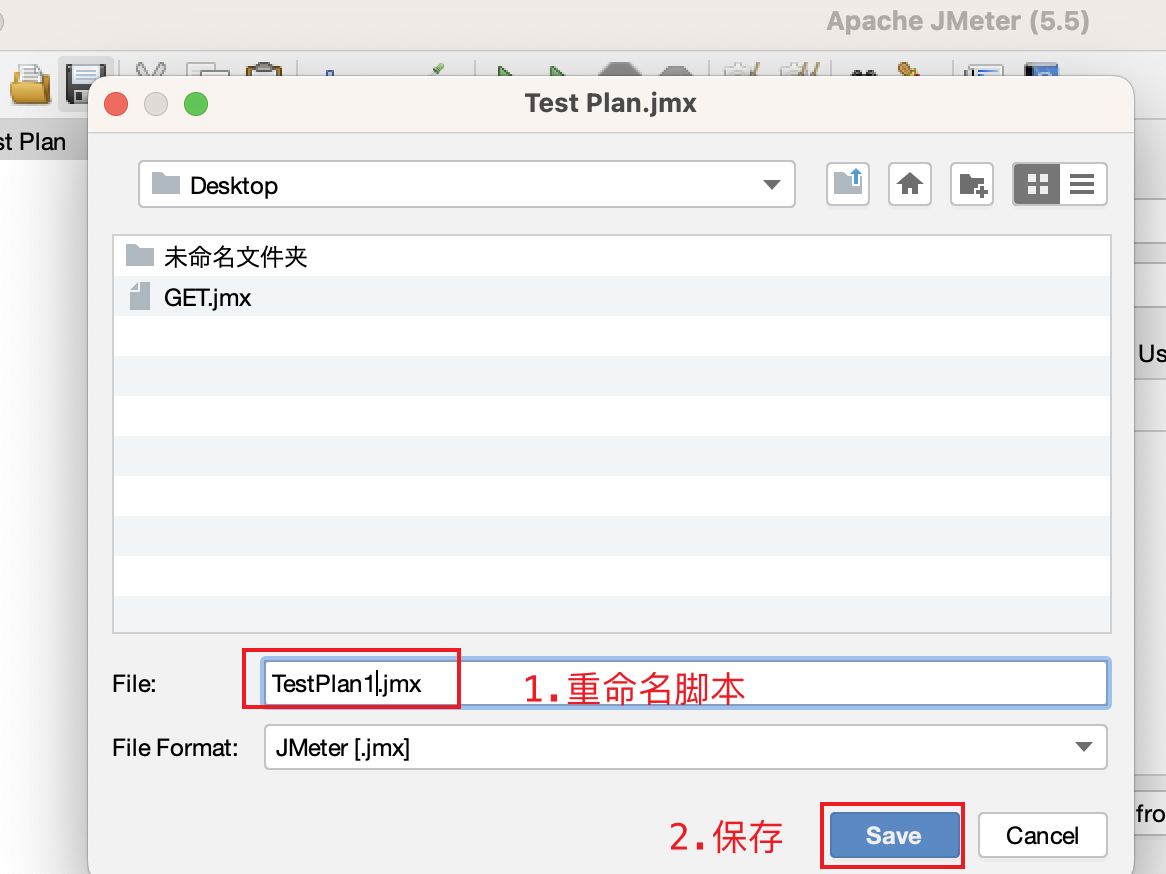 Apache JMeter (5.5)
Test Plan.jmx
st Plan
Desktop
未命名文件夹
GET.jmx
Us
File:
TestPlan1.jmx
1.重命名脚本
File Format:
JMeter [.jmx]
fro
2.保存
Save
Cancel